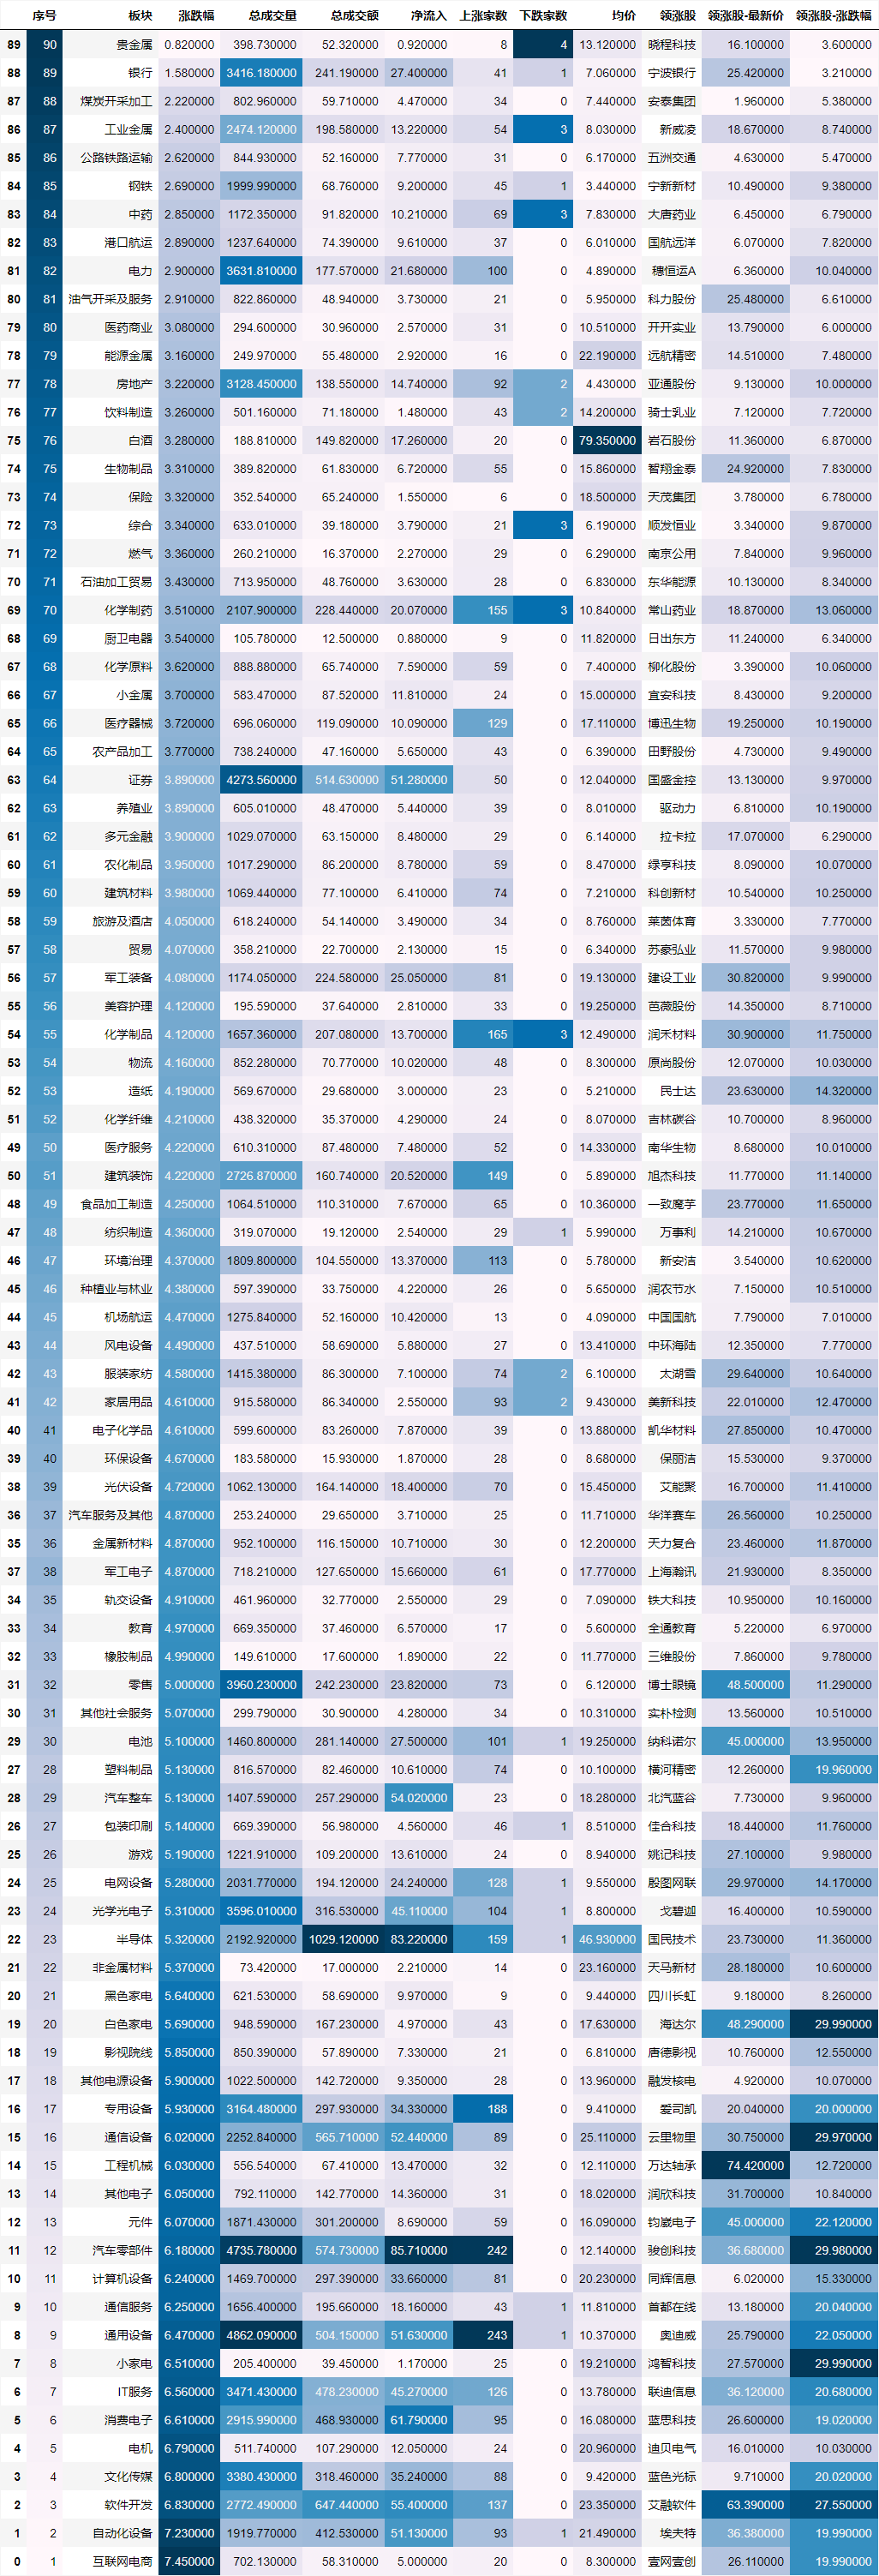 序号 板块 涨跌幅 总成交量 总成交额 净流入 上涨家数 下跌家数 均价 领涨股 领涨股-最新价 领涨股-涨跌幅
89 90 贵金属 0.820000 398.730000 52.320000 0.920000 8 4 13.120000 晓程科技 16.100000 3.600000
88 89 银行 1.580000 3416.180000 241.190000 27.400000 41 1 7.060000 宁波银行 25.420000 3.210000
87 88 煤炭开采加工 2.220000 802.960000 59.710000 4.470000 34 0 7.440000 安泰集团 1.960000 5.380000
86 87 工业金属 2.400000 2474.120000 198.580000 13.220000 54 3 8.030000 新威凌 18.670000 8.740000
85 86 公路铁路运输 2.620000 844.930000 52.160000 7.770000 31 0 6.170000 五洲交通 4.630000 5.470000
84 85 钢铁 2.690000 1999.990000 68.760000 9.200000 45 1 3.440000 宁新新材 10.490000 9.380000
83 84 中药 2.850000 1172.350000 91.820000 10.210000 69 3 7.830000 大唐药业 6.450000 6.790000
82 83 港口航运 2.890000 1237.640000 74.390000 9.610000 37 0 6.010000 国航远洋 6.070000 7.820000
81 82 电力 2.900000 3631.810000 177.570000 21.680000 100 0 4.890000 穗恒运A 6.360000 10.040000
80 81 油气开采及服务 2.910000 822.860000 48.940000 3.730000 21 0 5.950000 科力股份 25.480000 6.610000
79 80 医药商业 3.080000 294.600000 30.960000 2.570000 31 0 10.510000 开开实业 13.790000 6.000000
78 79 能源金属 3.160000 249.970000 55.480000 2.920000 16 0 22.190000 远航精密 14.510000 7.480000
77 78 房地产 3.220000 3128.450000 138.550000 14.740000 92 2 4.430000 亚通股份 9.130000 10.000000
76 77 饮料制造 3.260000 501.160000 71.180000 1.480000 43 2 14.200000 骑士乳业 7.120000 7.720000
75 76 白酒 3.280000 188.810000 149.820000 17.260000 20 0 79.350000 岩石股份 11.360000 6.870000
74 75 生物制品 3.310000 389.820000 61.830000 6.720000 55 0 15.860000 智翔金泰 24.920000 7.830000
73 74 保险 3.320000 352.540000 65.240000 1.550000 6 0 18.500000 天茂集团 3.780000 6.780000
72 73 综合 3.340000 633.010000 39.180000 3.790000 21 3 6.190000 顺发恒业 3.340000 9.870000
71 72 燃气 3.360000 260.210000 16.370000 2.270000 29 0 6.290000 南京公用 7.840000 9.960000
70 71 石油加工贸易 3.430000 713.950000 48.760000 3.630000 28 0 6.830000 东华能源 10.130000 8.340000
69 70 化学制药 3.510000 2107.900000 228.440000 20.070000 155 3 10.840000 常山药业 18.870000 13.060000
68 69 厨卫电器 3.540000 105.780000 12.500000 0.880000 9 0 11.820000 日出东方 11.240000 6.340000
67 68 化学原料 3.620000 888.880000 65.740000 7.590000 59 0 7.400000 柳化股份 3.390000 10.060000
66 67 小金属 3.700000 583.470000 87.520000 11.810000 24 0 15.000000 宜安科技 8.430000 9.200000
65 66 医疗器械 3.720000 696.060000 119.090000 10.090000 129 0 17.110000 博迅生物 19.250000 10.190000
64 65 农产品加工 3.770000 738.240000 47.160000 5.650000 43 0 6.390000 田野股份 4.730000 9.490000
63 64 证券 3.890000 4273.560000 514.630000 51.280000 50 0 12.040000 国盛金控 13.130000 9.970000
62 63 养殖业 3.890000 605.010000 48.470000 5.440000 39 0 8.010000 驱动力 6.810000 10.190000
61 62 多元金融 3.900000 1029.070000 63.150000 8.480000 29 0 6.140000 拉卡拉 17.070000 6.290000
60 61 农化制品 3.950000 1017.290000 86.200000 8.780000 59 0 8.470000 绿亨科技 8.090000 10.070000
59 60 建筑材料 3.980000 1069.440000 77.100000 6.410000 74 0 7.210000 科创新材 10.540000 10.250000
58 59 旅游及酒店 4.050000 618.240000 54.140000 3.490000 34 0 8.760000 莱茵体育 3.330000 7.770000
57 58 贸易 4.070000 358.210000 22.700000 2.130000 15 0 6.340000 苏豪弘业 11.570000 9.980000
56 57 军工装备 4.080000 1174.050000 224.580000 25.050000 81 0 19.130000 建设工业 30.820000 9.990000
55 56 美容护理 4.120000 195.590000 37.640000 2.810000 33 0 19.250000 芭薇股份 14.350000 8.710000
54 55 化学制品 4.120000 1657.360000 207.080000 13.700000 165 3 12.490000 润禾材料 30.900000 11.750000
53 54 物流 4.160000 852.280000 70.770000 10.020000 48 0 8.300000 原尚股份 12.070000 10.030000
52 53 造纸 4.190000 569.670000 29.680000 3.000000 23 0 5.210000 民士达 23.630000 14.320000
51 52 化学纤维 4.210000 438.320000 35.370000 4.290000 24 0 8.070000 吉林碳谷 10.700000 8.960000
49 50 医疗服务 4.220000 610.310000 87.480000 7.480000 52 0 14.330000 南华生物 8.680000 10.010000
50 51 建筑装饰 4.220000 2726.870000 160.740000 20.520000 149 0 5.890000 旭杰科技 11.770000 11.140000
48 49 食品加工制造 4.250000 1064.510000 110.310000 7.670000 65 0 10.360000 一致魔芋 23.770000 11.650000
47 48 纺织制造 4.360000 319.070000 19.120000 2.540000 29 1 5.990000 万事利 14.210000 10.670000
46 47 环境治理 4.370000 1809.800000 104.550000 13.370000 113 0 5.780000 新安洁 3.540000 10.620000
45 46 种植业与林业 4.380000 597.390000 33.750000 4.220000 26 0 5.650000 润农节水 7.150000 10.510000
44 45 机场航运 4.470000 1275.840000 52.160000 10.420000 13 0 4.090000 中国国航 7.790000 7.010000
43 44 风电设备 4.490000 437.510000 58.690000 5.880000 27 0 13.410000 中环海陆 12.350000 7.770000
42 43 服装家纺 4.580000 1415.380000 86.300000 7.100000 74 2 6.100000 太湖雪 29.640000 10.640000
41 42 家居用品 4.610000 915.580000 86.340000 2.550000 93 2 9.430000 美新科技 22.010000 12.470000
40 41 电子化学品 4.610000 599.600000 83.260000 7.870000 39 0 13.880000 凯华材料 27.850000 10.470000
39 40 环保设备 4.670000 183.580000 15.930000 1.870000 28 0 8.680000 保丽洁 15.530000 9.370000
38 39 光伏设备 4.720000 1062.130000 164.140000 18.400000 70 0 15.450000 艾能聚 16.700000 11.410000
36 37 汽车服务及其他 4.870000 253.240000 29.650000 3.710000 25 0 11.710000 华洋赛车 26.560000 10.250000
35 36 金属新材料 4.870000 952.100000 116.150000 10.710000 30 0 12.200000 天力复合 23.460000 11.870000
37 38 军工电子 4.870000 718.210000 127.650000 15.660000 61 0 17.770000 上海瀚讯 21.930000 8.350000
34 35 轨交设备 4.910000 461.960000 32.770000 2.550000 29 0 7.090000 铁大科技 10.950000 10.160000
33 34 教育 4.970000 669.350000 37.460000 6.570000 17 0 5.600000 全通教育 5.220000 6.970000
32 33 橡胶制品 4.990000 149.610000 17.600000 1.890000 22 0 11.770000 三维股份 7.860000 9.780000
31 32 零售 5.000000 3960.230000 242.230000 23.820000 73 0 6.120000 博士眼镜 48.500000 11.290000
30 31 其他社会服务 5.070000 299.790000 30.900000 4.280000 34 0 10.310000 实朴检测 13.560000 10.510000
29 30 电池 5.100000 1460.800000 281.140000 27.500000 101 1 19.250000 纳科诺尔 45.000000 13.950000
27 28 塑料制品 5.130000 816.570000 82.460000 10.610000 74 0 10.100000 横河精密 12.260000 19.960000
28 29 汽车整车 5.130000 1407.590000 257.290000 54.020000 23 0 18.280000 北汽蓝谷 7.730000 9.960000
26 27 包装印刷 5.140000 669.390000 56.980000 4.560000 46 1 8.510000 佳合科技 18.440000 11.760000
25 26 游戏 5.190000 1221.910000 109.200000 13.610000 24 0 8.940000 姚记科技 27.100000 9.980000
24 25 电网设备 5.280000 2031.770000 194.120000 24.240000 128 1 9.550000 殷图网联 29.970000 14.170000
23 24 光学光电子 5.310000 3596.010000 316.530000 45.110000 104 1 8.800000 戈碧迦 16.400000 10.590000
22 23 半导体 5.320000 2192.920000 1029.120000 83.220000 159 1 46.930000 国民技术 23.730000 11.360000
21 22 非金属材料 5.370000 73.420000 17.000000 2.210000 14 0 23.160000 天马新材 28.180000 10.600000
20 21 黑色家电 5.640000 621.530000 58.690000 9.970000 9 0 9.440000 四川长虹 9.180000 8.260000
19 20 白色家电 5.690000 948.590000 167.230000 4.970000 43 0 17.630000 海达尔 48.290000 29.990000
18 19 影视院线 5.850000 850.390000 57.890000 7.330000 21 0 6.810000 唐德影视 10.760000 12.550000
17 18 其他电源设备 5.900000 1022.500000 142.720000 9.350000 28 0 13.960000 融发核电 4.920000 10.070000
16 17 专用设备 5.930000 3164.480000 297.930000 34.330000 188 0 9.410000 爱司凯 20.040000 20.000000
15 16 通信设备 6.020000 2252.840000 565.710000 52.440000 89 0 25.110000 云里物里 30.750000 29.970000
14 15 工程机械 6.030000 556.540000 67.410000 13.470000 32 0 12.110000 万达轴承 74.420000 12.720000
13 14 其他电子 6.050000 792.110000 142.770000 14.360000 31 0 18.020000 润欣科技 31.700000 10.840000
12 13 元件 6.070000 1871.430000 301.200000 8.690000 59 0 16.090000 钧崴电子 45.000000 22.120000
11 12 汽车零部件 6.180000 4735.780000 574.730000 85.710000 242 0 12.140000 骏创科技 36.680000 29.980000
10 11 计算机设备 6.240000 1469.700000 297.390000 33.660000 81 0 20.230000 同辉信息 6.020000 15.330000
9 10 通信服务 6.250000 1656.400000 195.660000 18.160000 43 1 11.810000 首都在线 13.180000 20.040000
8 9 通用设备 6.470000 4862.090000 504.150000 51.630000 243 1 10.370000 奥迪威 25.790000 22.050000
7 8 小家电 6.510000 205.400000 39.450000 1.170000 25 0 19.210000 鸿智科技 27.570000 29.990000
6 7 IT服务 6.560000 3471.430000 478.230000 45.270000 126 0 13.780000 联迪信息 36.120000 20.680000
5 6 消费电子 6.610000 2915.990000 468.930000 61.790000 95 0 16.080000 蓝思科技 26.600000 19.020000
4 5 电机 6.790000 511.740000 107.290000 12.050000 24 0 20.960000 迪贝电气 16.010000 10.030000
3 4 文化传媒 6.800000 3380.430000 318.460000 35.240000 88 0 9.420000 蓝色光标 9.710000 20.020000
2 3 软件开发 6.830000 2772.490000 647.440000 55.400000 137 0 23.350000 艾融软件 63.390000 27.550000
1 2 自动化设备 7.230000 1919.770000 412.530000 51.130000 93 1 21.490000 埃夫特 36.380000 19.990000
0 1 互联网电商 7.450000 702.130000 58.310000 5.000000 20 0 8.300000 壹网壹创 26.110000 19.990000